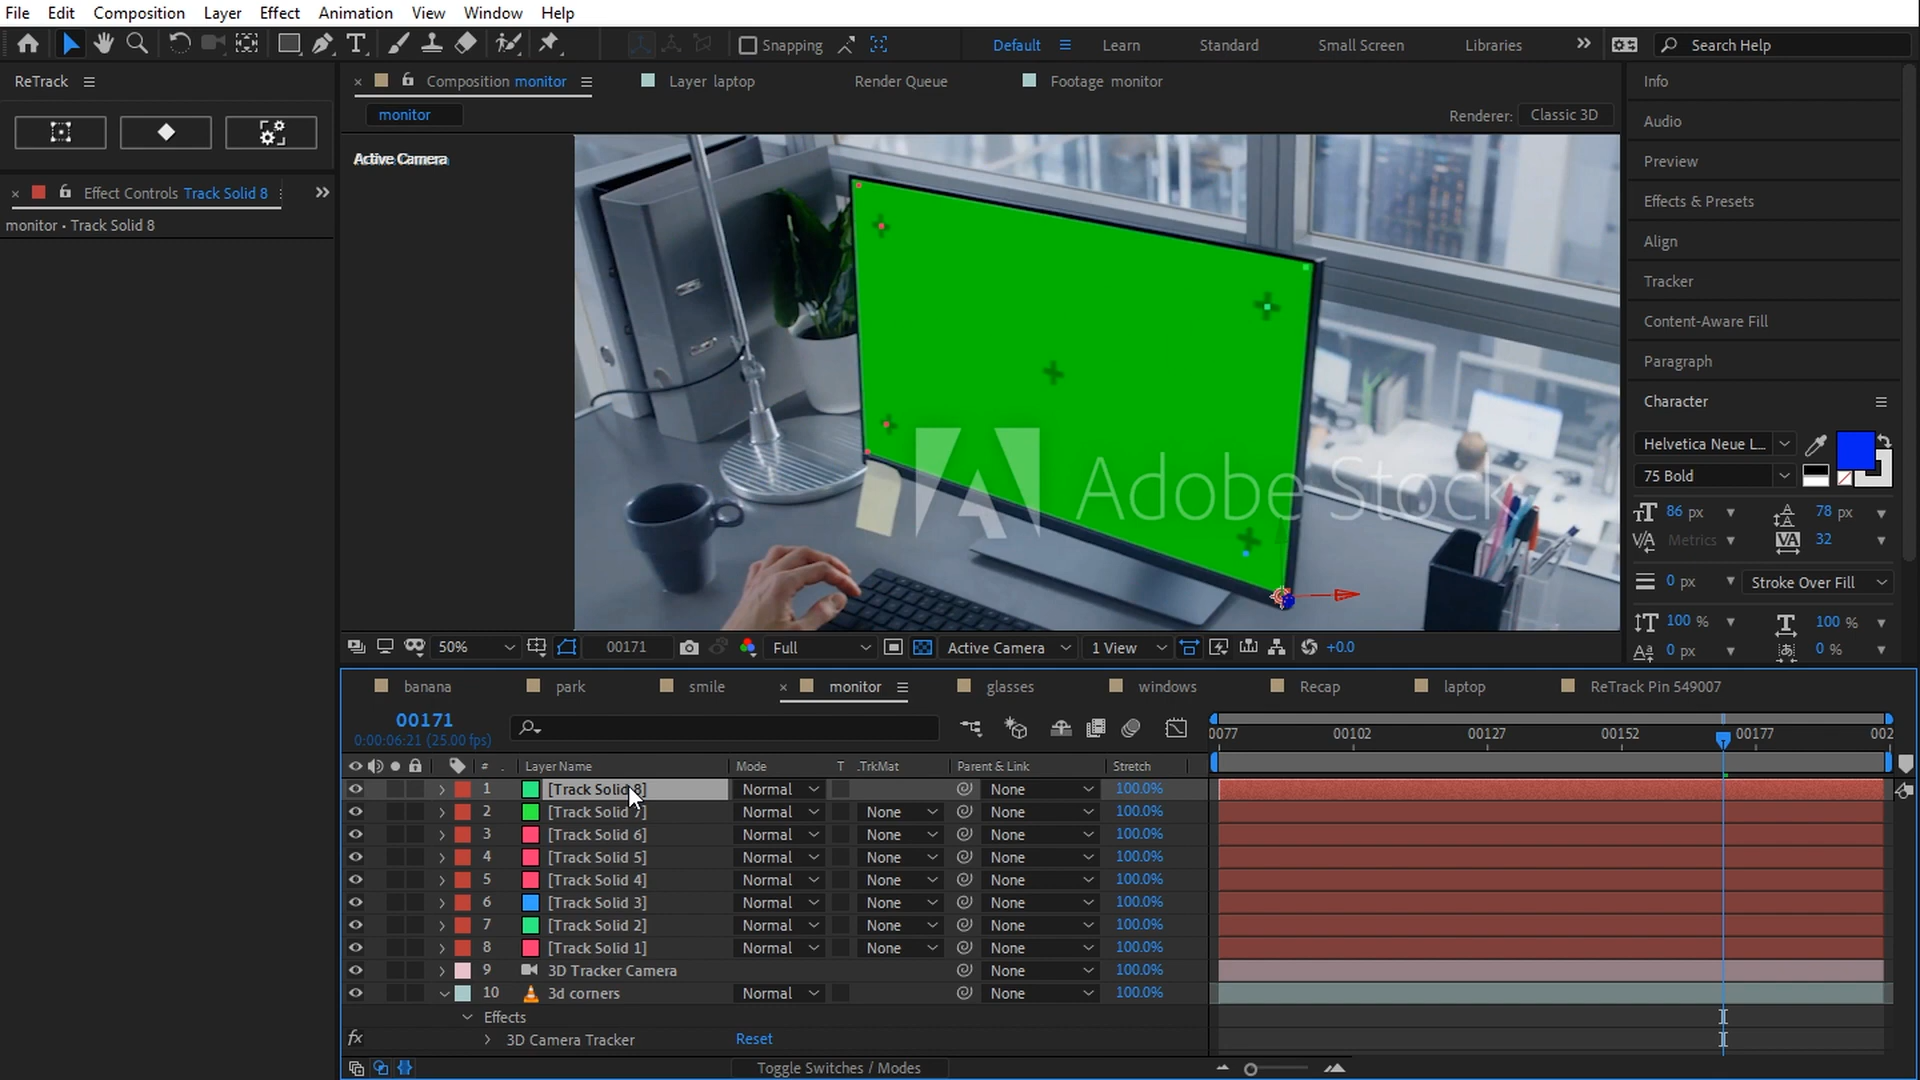 File Edit Composition Layer Effect Animation View Window Help
Snapping Default Learn Standard Small Screen Libraries Search Help
ReTrack
Composition monitor Layer laptop Render Queue Footage monitor
monitor
Renderer: Classic 3D
Effect Controls Track Solid 8
monitor • Track Solid 8
Active Camera
Adobe Stock
Info
Audio
Preview
Effects & Presets
Align
Tracker
Content-Aware Fill
Paragraph
Character
Helvetica Neue L...
75 Bold
86 px 78 px
Metrics 32
0 px Stroke Over Fill
100 % 100 %
0 px 0 %
50% 00171 Full Active Camera 1 View +0.0
banana park smile monitor glasses windows Recap laptop ReTrack Pin 549007
00171
0:00:06:21 (25.00 fps)
0077 00102 00127 00152 00177 002
# Layer Name Mode T .TrkMat Parent & Link Stretch
1 [Track Solid 8] Normal None 100.0%
2 [Track Solid 7] Normal None None 100.0%
3 [Track Solid 6] Normal None None 100.0%
4 [Track Solid 5] Normal None None 100.0%
5 [Track Solid 4] Normal None None 100.0%
6 [Track Solid 3] Normal None None 100.0%
7 [Track Solid 2] Normal None None 100.0%
8 [Track Solid 1] Normal None None 100.0%
9 3D Tracker Camera None 100.0%
10 3d corners Normal None 100.0%
Effects
fx 3D Camera Tracker Reset
Toggle Switches / Modes